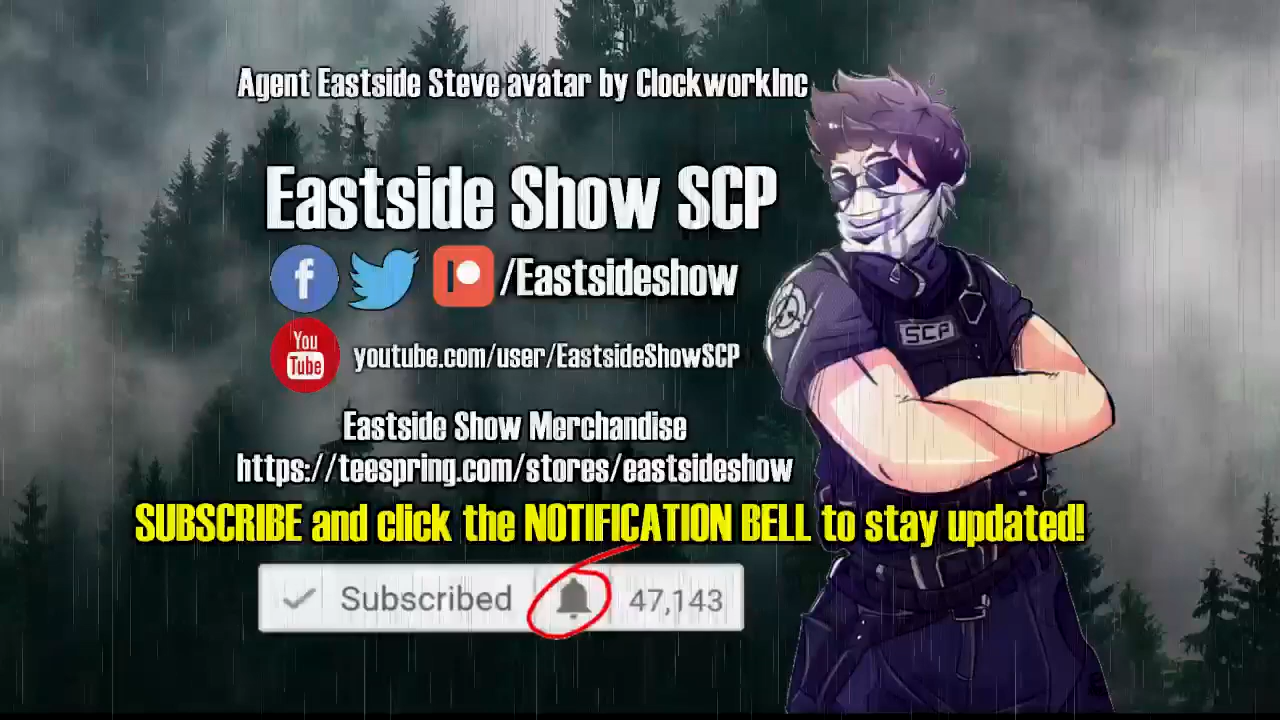 Agent Eastside Steve avatar by ClockworkInc
Eastside Show SCP
f /Eastsideshow
You
Tube
youtube.com/user/EastsideShowSCP
SCP
Eastside Show Merchandise
https://teespring.com/stores/eastsideshow
SUBSCRIBE and click the NOTIFICATION BELL to stay updated!
Subscribed 47,143